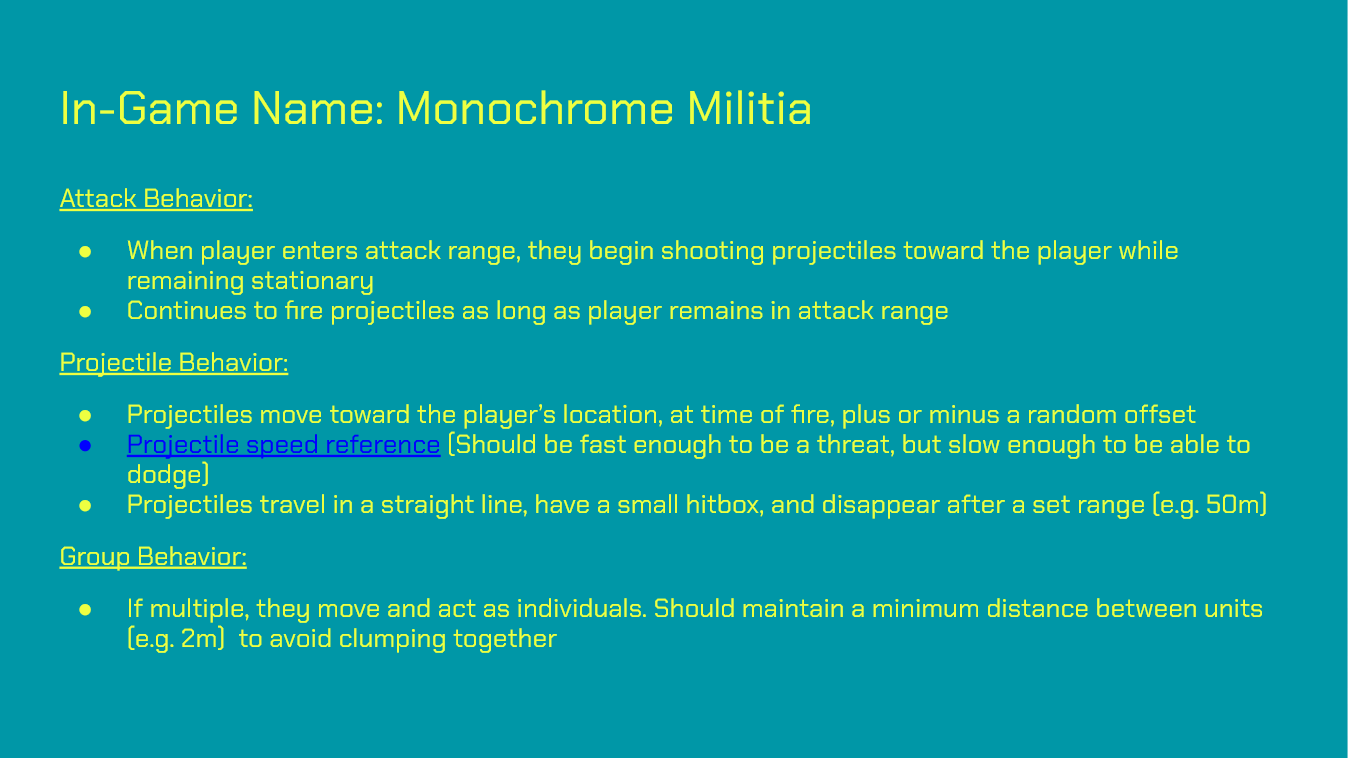 In-Game Name: Monochrome Militia
Attack Behavior:
● When player enters attack range, they begin shooting projectiles toward the player while
remaining stationary
● Continues to fire projectiles as long as player remains in attack range
Projectile Behavior:
● Projectiles move toward the player’s location, at time of fire, plus or minus a random offset
● Projectile speed reference (Should be fast enough to be a threat, but slow enough to be able to
dodge)
● Projectiles travel in a straight line, have a small hitbox, and disappear after a set range (e.g. 50m)
Group Behavior:
● If multiple, they move and act as individuals. Should maintain a minimum distance between units
(e.g. 2m)  to avoid clumping together